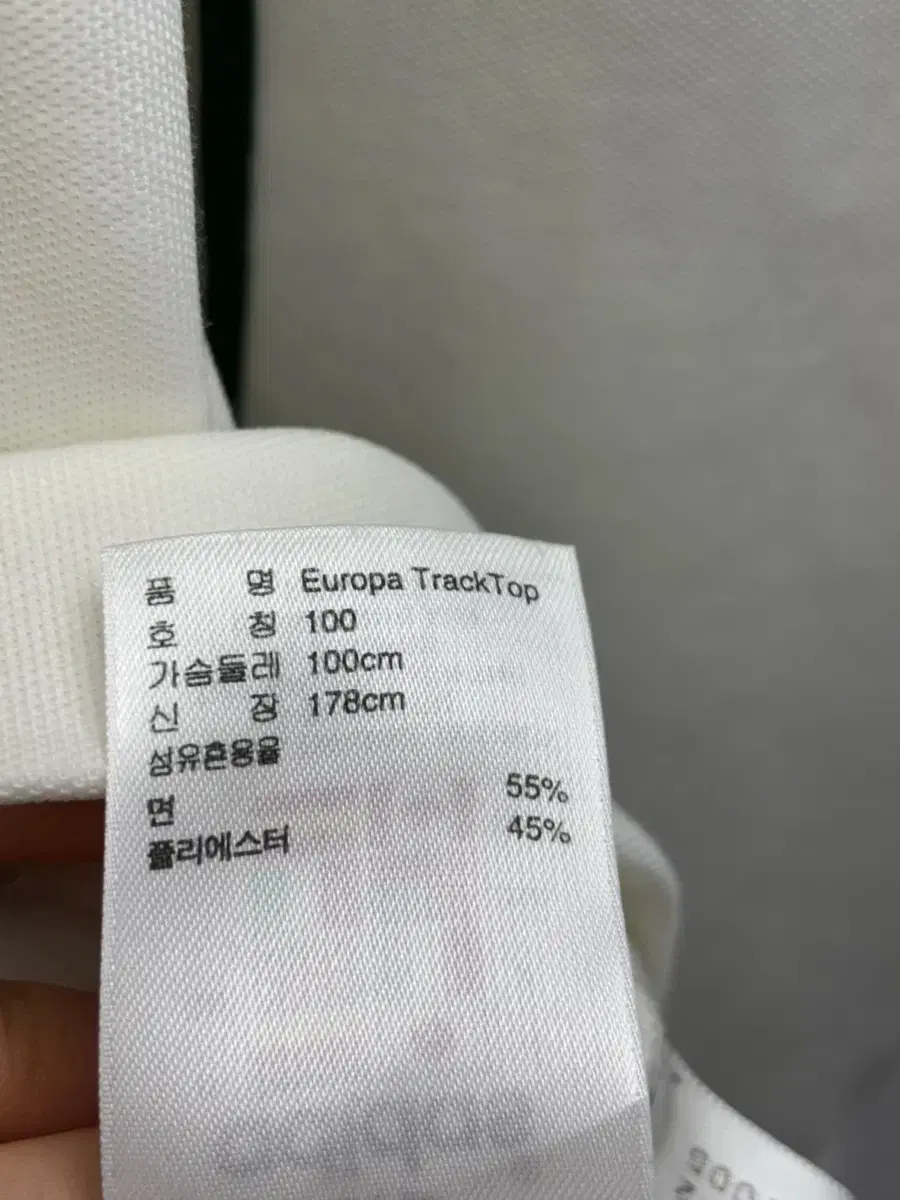 품 명 Europa TrackTop
호 칭 100
가슴둘레 100cm
신 장 178cm
섬유혼용율
면 55%
폴리에스터 45%